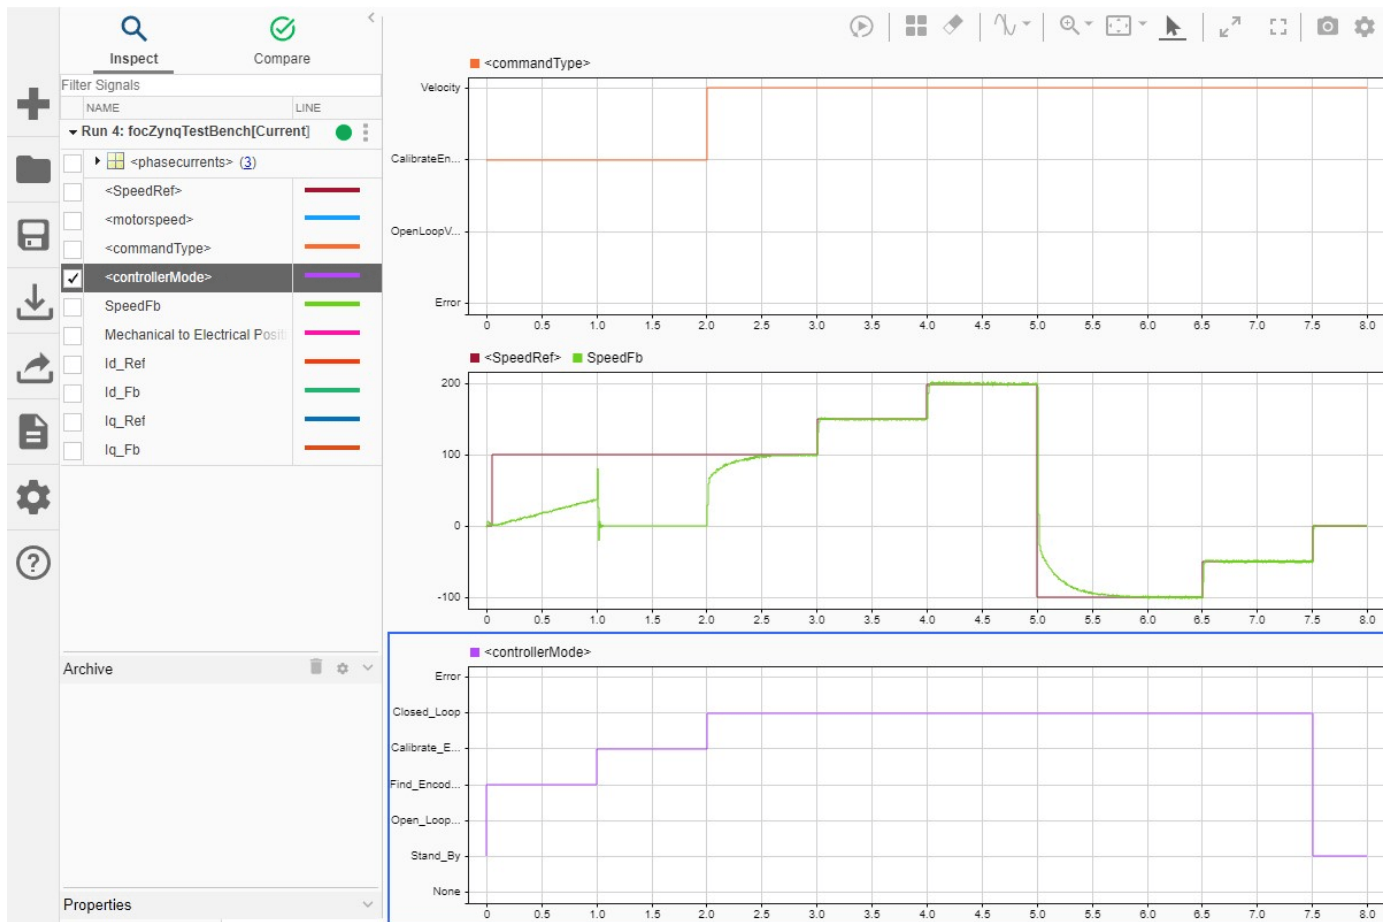 Inspect
Compare
Filter Signals
NAME LINE
Run 4: focZynqTestBench[Current]
<phasecurrents> (3)
<SpeedRef>
<motorspeed>
<commandType>
<controllerMode>
SpeedFb
Mechanical to Electrical Positi
Id_Ref
Id_Fb
Iq_Ref
Iq_Fb
Archive
Properties
<commandType>
Velocity
CalibrateEn...
OpenLoopV...
Error
0 0.5 1.0 1.5 2.0 2.5 3.0 3.5 4.0 4.5 5.0 5.5 6.0 6.5 7.0 7.5 8.0
<SpeedRef> SpeedFb
200
100
0
-100
0 0.5 1.0 1.5 2.0 2.5 3.0 3.5 4.0 4.5 5.0 5.5 6.0 6.5 7.0 7.5 8.0
<controllerMode>
Error
Closed_Loop
Calibrate_E...
Find_Encod...
Open_Loop...
Stand_By
None
0 0.5 1.0 1.5 2.0 2.5 3.0 3.5 4.0 4.5 5.0 5.5 6.0 6.5 7.0 7.5 8.0